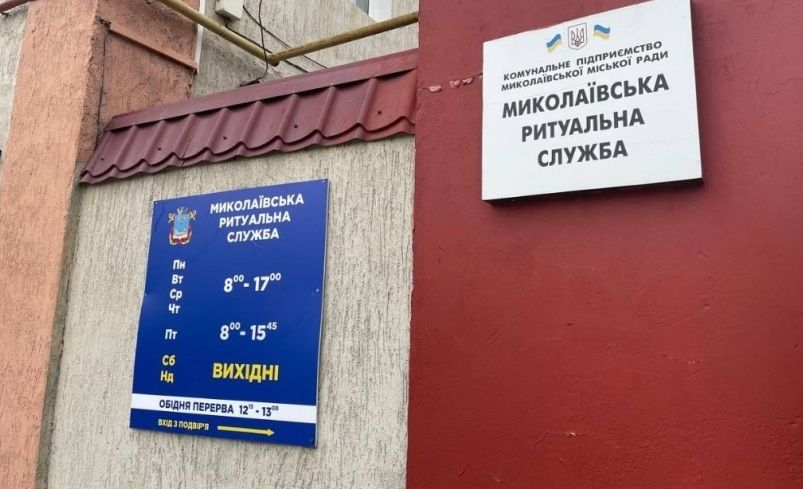 МИКОЛАЇВСЬКА
РИТУАЛЬНА
СЛУЖБА
Пн
Вт
Ср
Чт
8⁰⁰-17⁰⁰
Пт
8⁰⁰-15⁴⁵
Сб
Нд
ВИХІДНІ
ОБІДНЯ ПЕРЕРВА 12¹⁵-13⁰⁰
ВХІД З ПОДВІР'Я
КОМУНАЛЬНЕ ПІДПРИЄМСТВО
МИКОЛАЇВСЬКОЇ МІСЬКОЇ РАДИ
МИКОЛАЇВСЬКА
РИТУАЛЬНА
СЛУЖБА